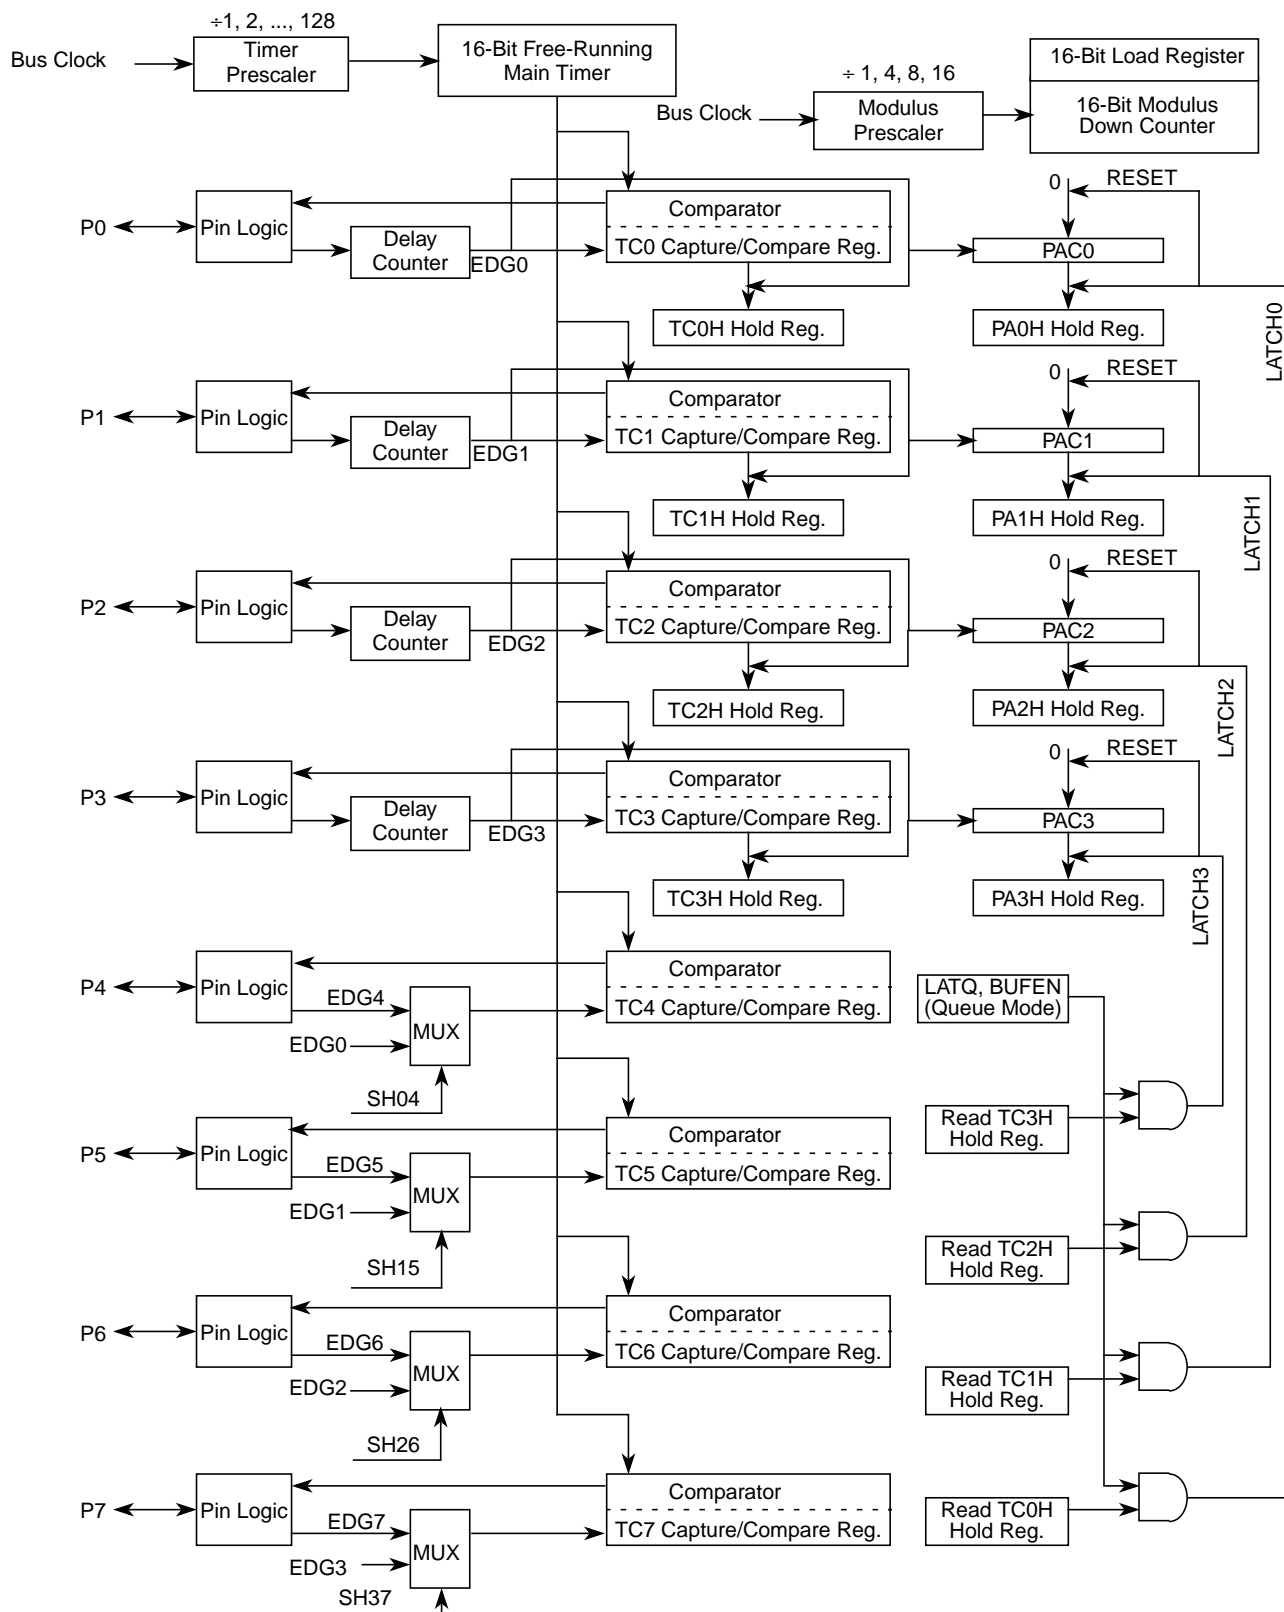 ÷1, 2, ..., 128
Bus Clock
Timer
Prescaler
16-Bit Free-Running
Main Timer
÷ 1, 4, 8, 16
Bus Clock
Modulus
Prescaler
16-Bit Load Register
16-Bit Modulus
Down Counter
P0
Pin Logic
Delay
Counter
EDG0
Comparator
TC0 Capture/Compare Reg.
TC0H Hold Reg.
0
RESET
PAC0
PA0H Hold Reg.
LATCH0
P1
Pin Logic
Delay
Counter
EDG1
Comparator
TC1 Capture/Compare Reg.
TC1H Hold Reg.
0
RESET
PAC1
PA1H Hold Reg.
LATCH1
P2
Pin Logic
Delay
Counter
EDG2
Comparator
TC2 Capture/Compare Reg.
TC2H Hold Reg.
0
RESET
PAC2
PA2H Hold Reg.
LATCH2
P3
Pin Logic
Delay
Counter
EDG3
Comparator
TC3 Capture/Compare Reg.
TC3H Hold Reg.
0
RESET
PAC3
PA3H Hold Reg.
LATCH3
P4
Pin Logic
EDG4
EDG0
MUX
SH04
Comparator
TC4 Capture/Compare Reg.
LATQ, BUFEN
(Queue Mode)
P5
Pin Logic
EDG5
EDG1
MUX
SH15
Comparator
TC5 Capture/Compare Reg.
Read TC3H
Hold Reg.
Read TC2H
Hold Reg.
P6
Pin Logic
EDG6
EDG2
MUX
SH26
Comparator
TC6 Capture/Compare Reg.
Read TC1H
Hold Reg.
P7
Pin Logic
EDG7
EDG3
MUX
SH37
Comparator
TC7 Capture/Compare Reg.
Read TC0H
Hold Reg.